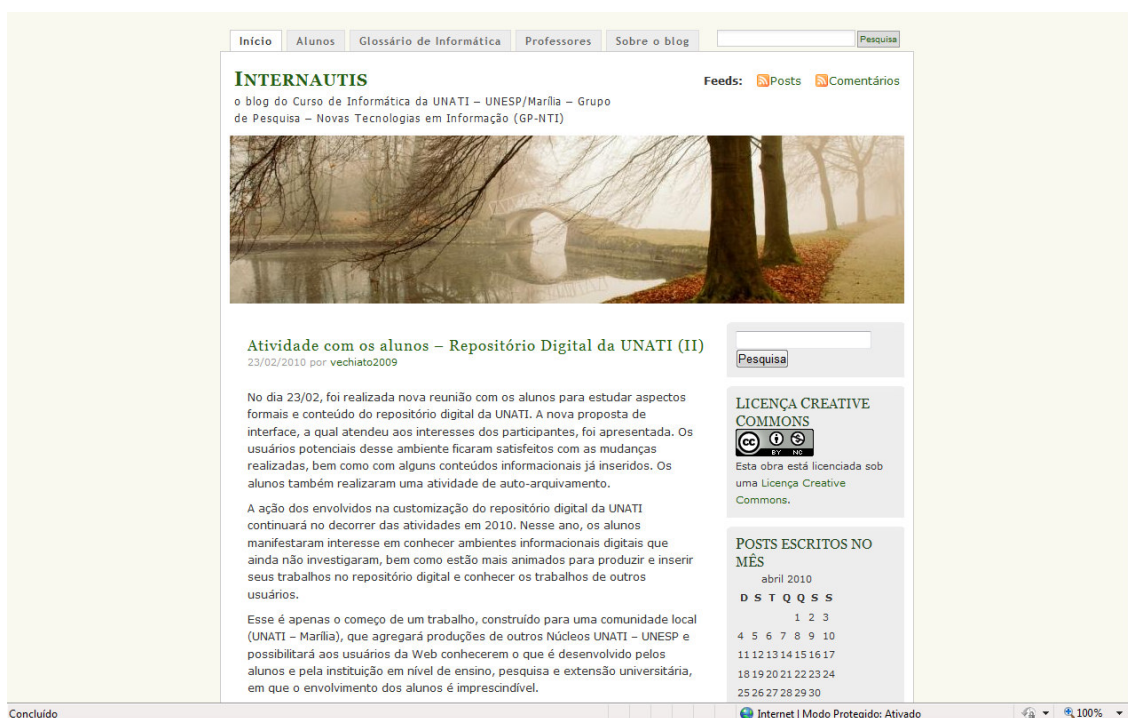 Início Alunos Glossário de Informática Professores Sobre o blog Pesquisa
INTERNAUTIS
Feeds: Posts Comentários
o blog do Curso de Informática da UNATI – UNESP/Marília – Grupo
de Pesquisa – Novas Tecnologias em Informação (GP-NTI)
Atividade com os alunos – Repositório Digital da UNATI (II)
23/02/2010 por vechiato2009
No dia 23/02, foi realizada nova reunião com os alunos para estudar aspectos
formais e conteúdo do repositório digital da UNATI. A nova proposta de
interface, a qual atendeu aos interesses dos participantes, foi apresentada. Os
usuários potenciais desse ambiente ficaram satisfeitos com as mudanças
realizadas, bem como com alguns conteúdos informacionais já inseridos. Os
alunos também realizaram uma atividade de auto-arquivamento.
A ação dos envolvidos na customização do repositório digital da UNATI
continuará no decorrer das atividades em 2010. Nesse ano, os alunos
manifestaram interesse em conhecer ambientes informacionais digitais que
ainda não investigaram, bem como estão mais animados para produzir e inserir
seus trabalhos no repositório digital e conhecer os trabalhos de outros
usuários.
Esse é apenas o começo de um trabalho, construído para uma comunidade local
(UNATI – Marília), que agregará produções de outros Núcleos UNATI – UNESP e
possibilitará aos usuários da Web conhecerem o que é desenvolvido pelos
alunos e pela instituição em nível de ensino, pesquisa e extensão universitária,
em que o envolvimento dos alunos é imprescindível.
Pesquisa
LICENÇA CREATIVE
COMMONS
cc BY NC
Esta obra está licenciada sob
uma Licença Creative
Commons.
POSTS ESCRITOS NO
MÊS
abril 2010
D S T Q Q S S
1 2 3
4 5 6 7 8 9 10
11 12 13 14 15 16 17
18 19 20 21 22 23 24
25 26 27 28 29 30
Concluído Internet | Modo Protegido: Ativado 100%